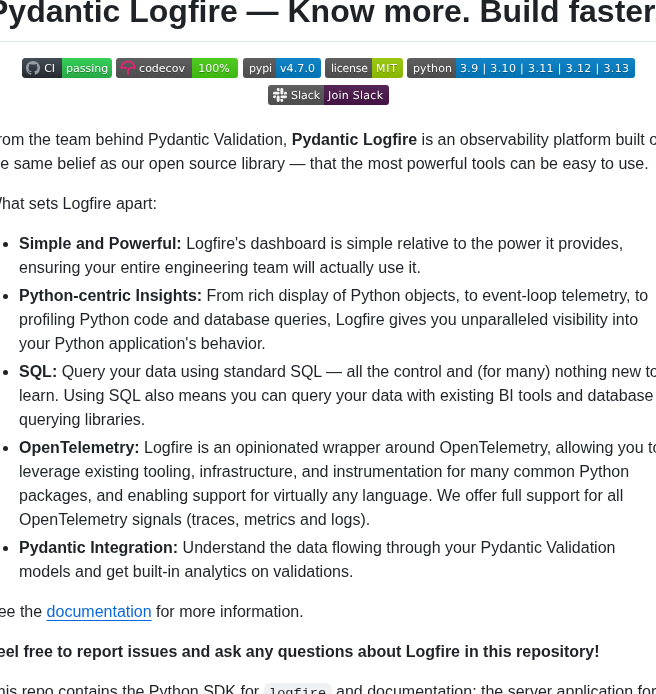 Pydantic Logfire — Know more. Build faster.
CI passing codecov 100% pypi v4.7.0 license MIT python 3.9 | 3.10 | 3.11 | 3.12 | 3.13
Slack Join Slack
From the team behind Pydantic Validation, Pydantic Logfire is an observability platform built o
e same belief as our open source library — that the most powerful tools can be easy to use.
What sets Logfire apart:
• Simple and Powerful: Logfire's dashboard is simple relative to the power it provides,
ensuring your entire engineering team will actually use it.
• Python-centric Insights: From rich display of Python objects, to event-loop telemetry, to
profiling Python code and database queries, Logfire gives you unparalleled visibility into
your Python application's behavior.
• SQL: Query your data using standard SQL — all the control and (for many) nothing new to
learn. Using SQL also means you can query your data with existing BI tools and database
querying libraries.
• OpenTelemetry: Logfire is an opinionated wrapper around OpenTelemetry, allowing you to
leverage existing tooling, infrastructure, and instrumentation for many common Python
packages, and enabling support for virtually any language. We offer full support for all
OpenTelemetry signals (traces, metrics and logs).
• Pydantic Integration: Understand the data flowing through your Pydantic Validation
models and get built-in analytics on validations.
ee the documentation for more information.
eel free to report issues and ask any questions about Logfire in this repository!
his repo contains the Python SDK for logfire and documentation; the server application for